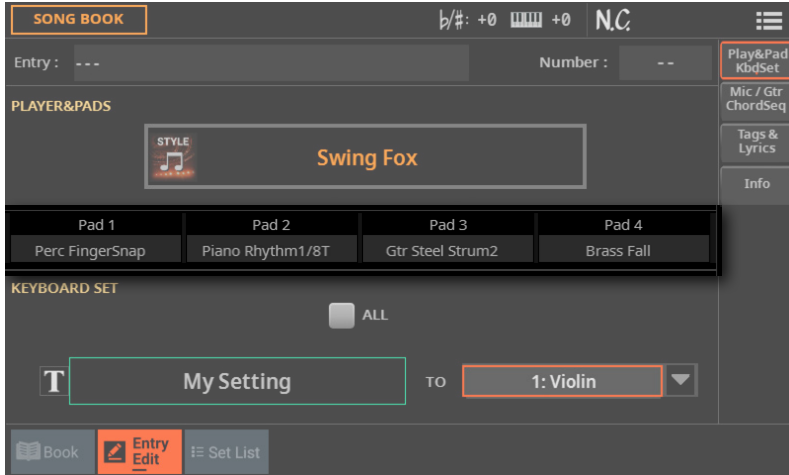 SONG BOOK
♭/♯: +0 +0 N.C.
Entry : ---
Number : --
Play&Pad
KbdSet
Mic / Gtr
ChordSeq
Tags &
Lyrics
Info
PLAYER&PADS
STYLE
Swing Fox
Pad 1 Pad 2 Pad 3 Pad 4
Perc FingerSnap Piano Rhythm1/8T Gtr Steel Strum2 Brass Fall
KEYBOARD SET
ALL
T My Setting TO 1: Violin
Book
Entry
Edit
Set List